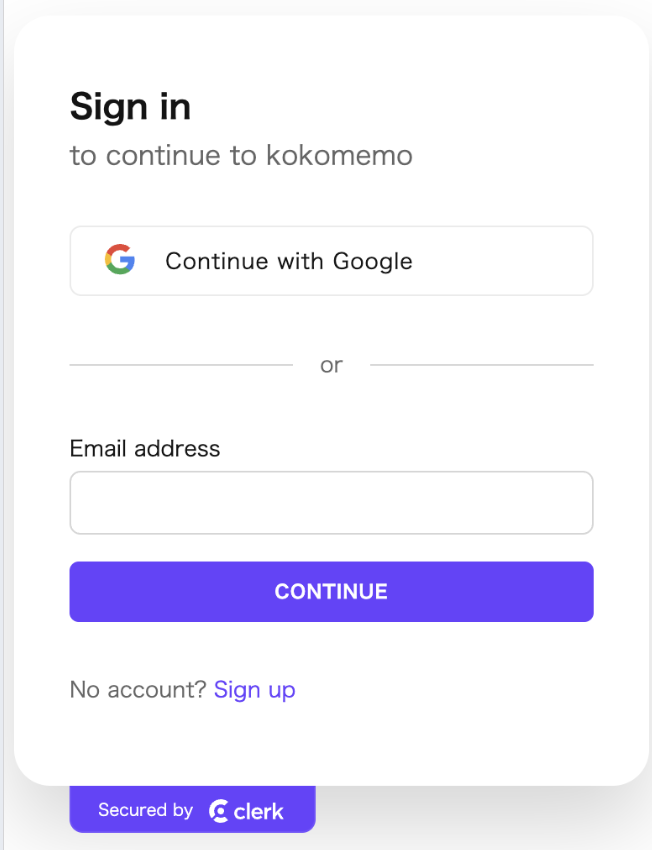 Sign in
to continue to kokomemo
Continue with Google
or
Email address
CONTINUE
No account? Sign up
Secured by clerk